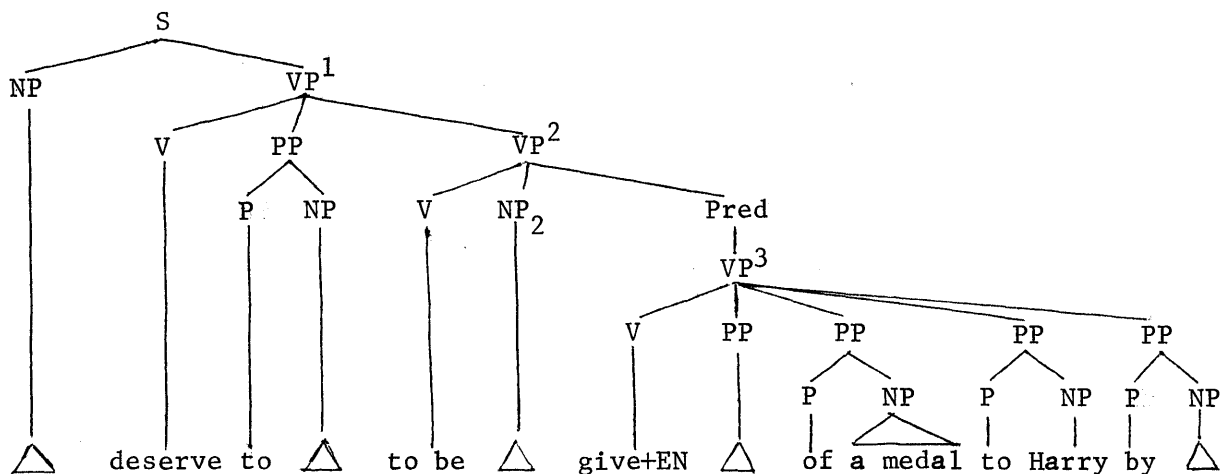 S
NP VP1
V PP VP2
P NP V NP2 Pred
VP3
V PP PP PP PP
P NP P NP P NP
deserve to to be give+EN of a medal to Harry by